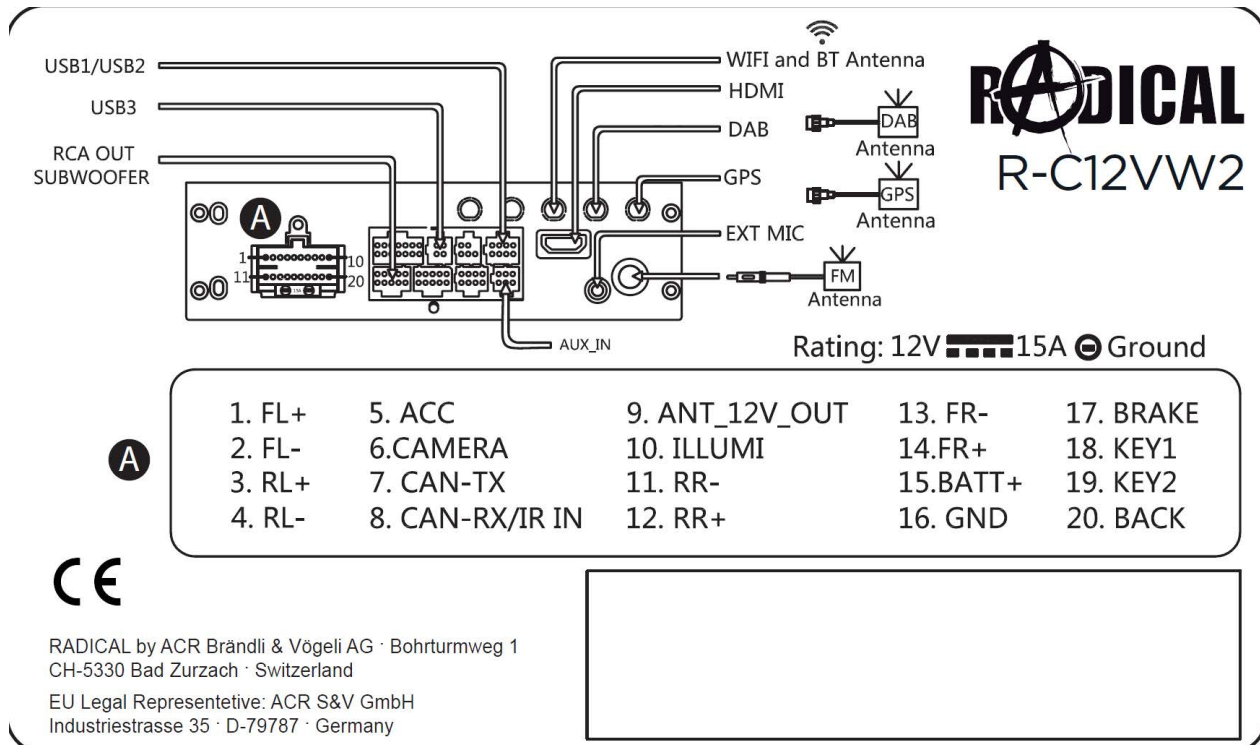 USB1/USB2
USB3
RCA OUT
SUBWOOFER
WIFI and BT Antenna
HDMI
DAB
GPS
EXT MIC
AUX_IN
DAB
Antenna
GPS
Antenna
FM
Antenna
RADICAL
R-C12VW2
A
1
10
11
20
Rating: 12V 15A Ground
A
1. FL+ 5. ACC 9. ANT_12V_OUT 13. FR- 17. BRAKE
2. FL- 6.CAMERA 10. ILLUMI 14.FR+ 18. KEY1
3. RL+ 7. CAN-TX 11. RR- 15.BATT+ 19. KEY2
4. RL- 8. CAN-RX/IR IN 12. RR+ 16. GND 20. BACK
CE
RADICAL by ACR Brändli & Vögeli AG · Bohrturmweg 1
CH-5330 Bad Zurzach · Switzerland
EU Legal Representetive: ACR S&V GmbH
Industriestrasse 35 · D-79787 · Germany